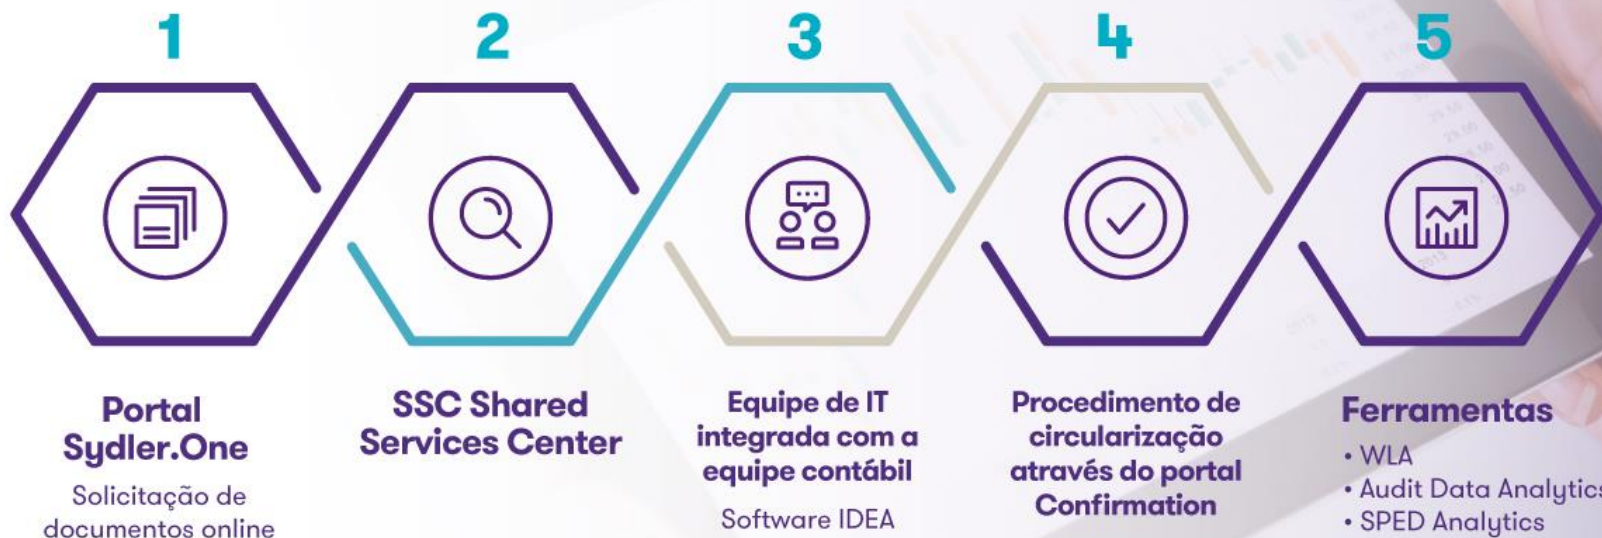 1
2
3
4
5
Portal
Sydler.One
Solicitação de
documentos online
SSC Shared
Services Center
Equipe de IT
integrada com a
equipe contábil
Software IDEA
Procedimento de
circularização
através do portal
Confirmation
Ferramentas
• WLA
• Audit Data Analytics
• SPED Analytics